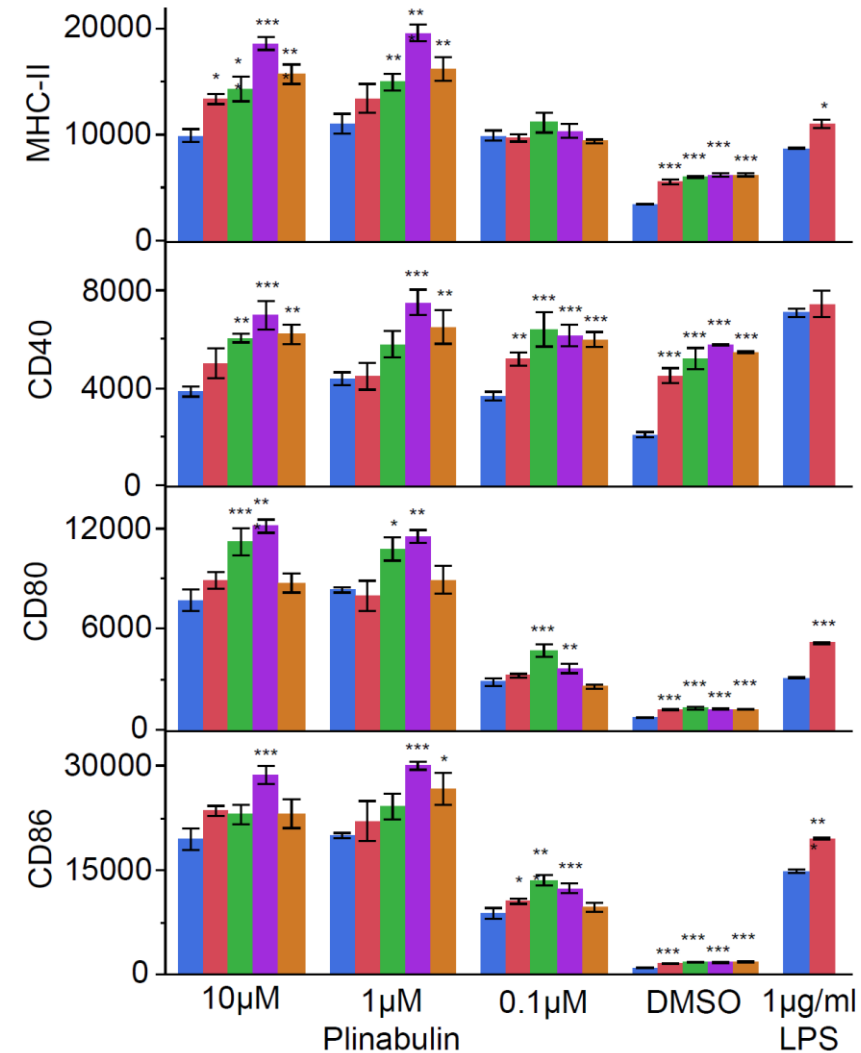 MHC-II
20000
10000
0
* ** * *** ** *
** ** * **
*** *** *** ***
*
CD40
8000
4000
0
** *** **
*** **
** *** *** ***
*** *** *** ***
CD80
12000
6000
0
*** ** *
* **
*** **
*** *** *** ***
***
CD86
30000
15000
0
***
*** *
* ** * ***
*** *** *** ***
** *
10µM 1µM 0.1µM DMSO 1µg/ml
Plinabulin LPS